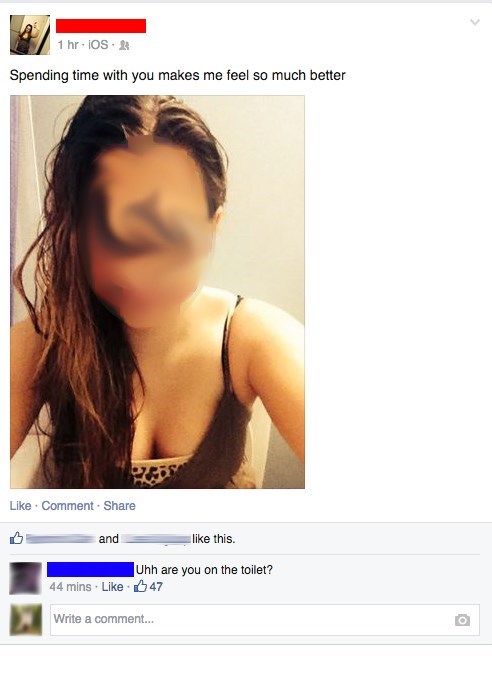 1 hr · iOS ·
Spending time with you makes me feel so much better
Like · Comment · Share
and like this.
Uhh are you on the toilet?
44 mins · Like · 47
Write a comment...